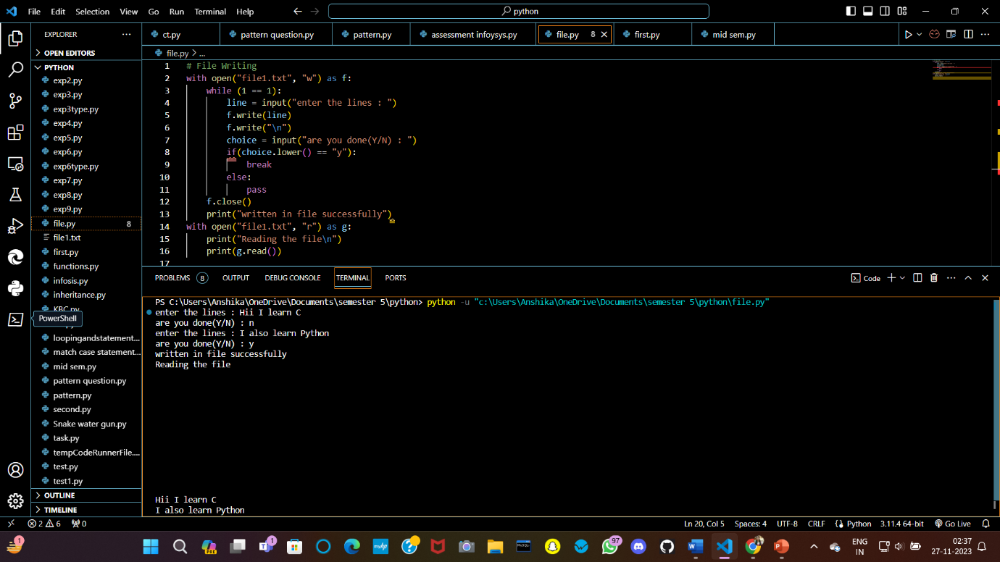 File Edit Selection View Go Run Terminal Help
python
EXPLORER
OPEN EDITORS
PYTHON
exp2.py
exp3.py
exp3type.py
exp4.py
exp5.py
exp6.py
exp6type.py
exp7.py
exp8.py
exp9.py
file.py 8
file1.txt
first.py
functions.py
infosis.py
inheritance.py
KBC.py
PowerShell
loopingandstatement...
match case statement...
mid sem.py
pattern question.py
pattern.py
second.py
Snake water gun.py
task.py
tempCodeRunnerFile....
test.py
test1.py
OUTLINE
TIMELINE
ct.py pattern question.py pattern.py assessment infoysys.py file.py 8 first.py mid sem.py
file.py > ...
1 # File Writing
2 with open("file1.txt", "w") as f:
3 while (1 == 1):
4 line = input("enter the lines : ")
5 f.write(line)
6 f.write("\n")
7 choice = input("are you done(Y/N) : ")
8 if(choice.lower() == "y"):
9 break
10 else:
11 pass
12 f.close()
13 print("written in file successfully")
14 with open("file1.txt", "r") as g:
15 print("Reading the file\n")
16 print(g.read())
17
PROBLEMS 8 OUTPUT DEBUG CONSOLE TERMINAL PORTS
Code
PS C:\Users\Anshika\OneDrive\Documents\semester 5\python> python -u "c:\Users\Anshika\OneDrive\Documents\semester 5\python\file.py"
enter the lines : Hii I learn C
are you done(Y/N) : n
enter the lines : I also learn Python
are you done(Y/N) : y
written in file successfully
Reading the file
Hii I learn C
I also learn Python
2 6 0
Ln 20, Col 5 Spaces: 4 UTF-8 CRLF Python 3.11.4 64-bit Go Live
1
PRE
1
myhp
97
ENG
IN
02:37
27-11-2023